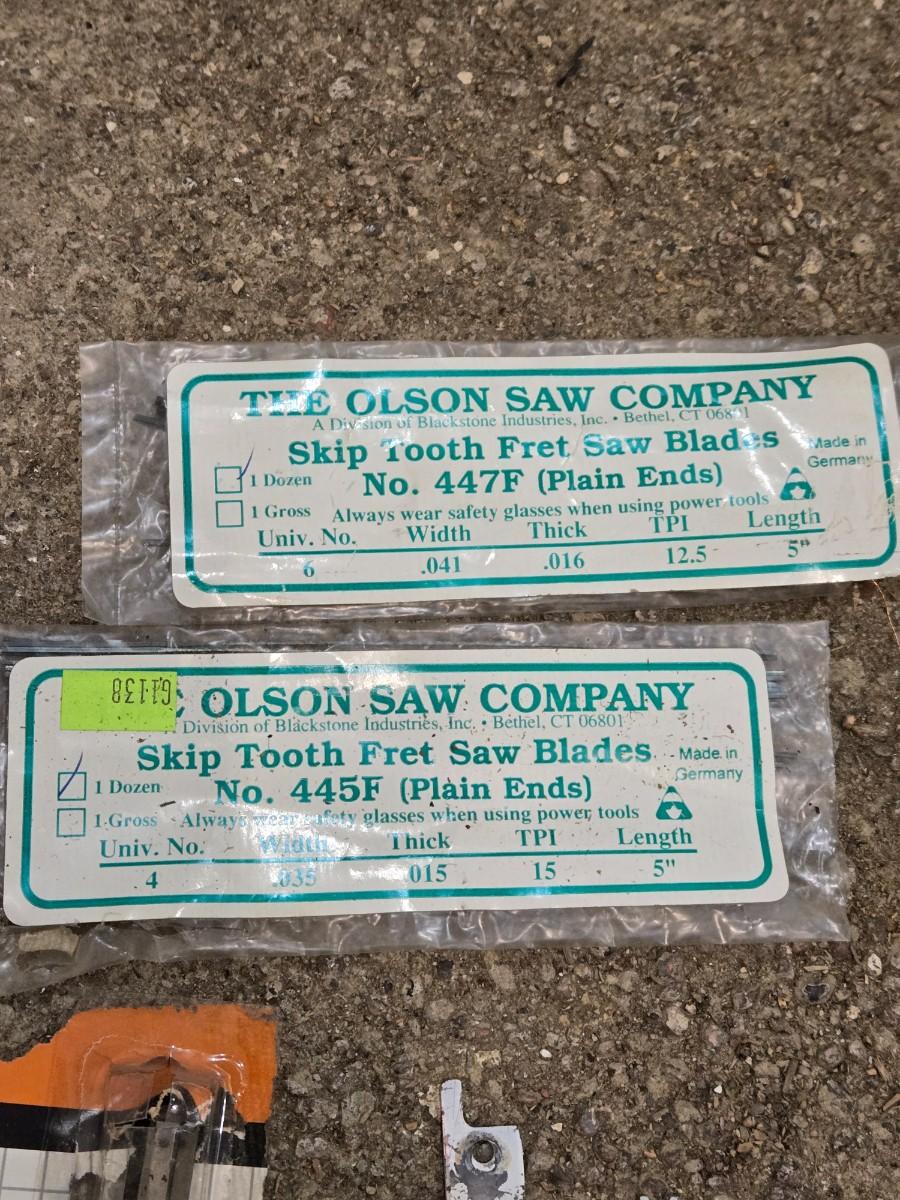 THE OLSON SAW COMPANY
A Division of Blackstone Industries, Inc. • Bethel, CT 06801
Skip Tooth Fret Saw Blades
Made in
Germany
1 Dozen
No. 447F (Plain Ends)
1 Gross
Always wear safety glasses when using power tools
Univ. No. Width Thick TPI Length
6 .041 .016 12.5 5"
G1138
OLSON SAW COMPANY
Division of Blackstone Industries, Inc. • Bethel, CT 06801
Skip Tooth Fret Saw Blades
Made in
Germany
1 Dozen
No. 445F (Plain Ends)
1 Gross
Always wear safety glasses when using power tools
Univ. No. Width Thick TPI Length
4 .035 .015 15 5"